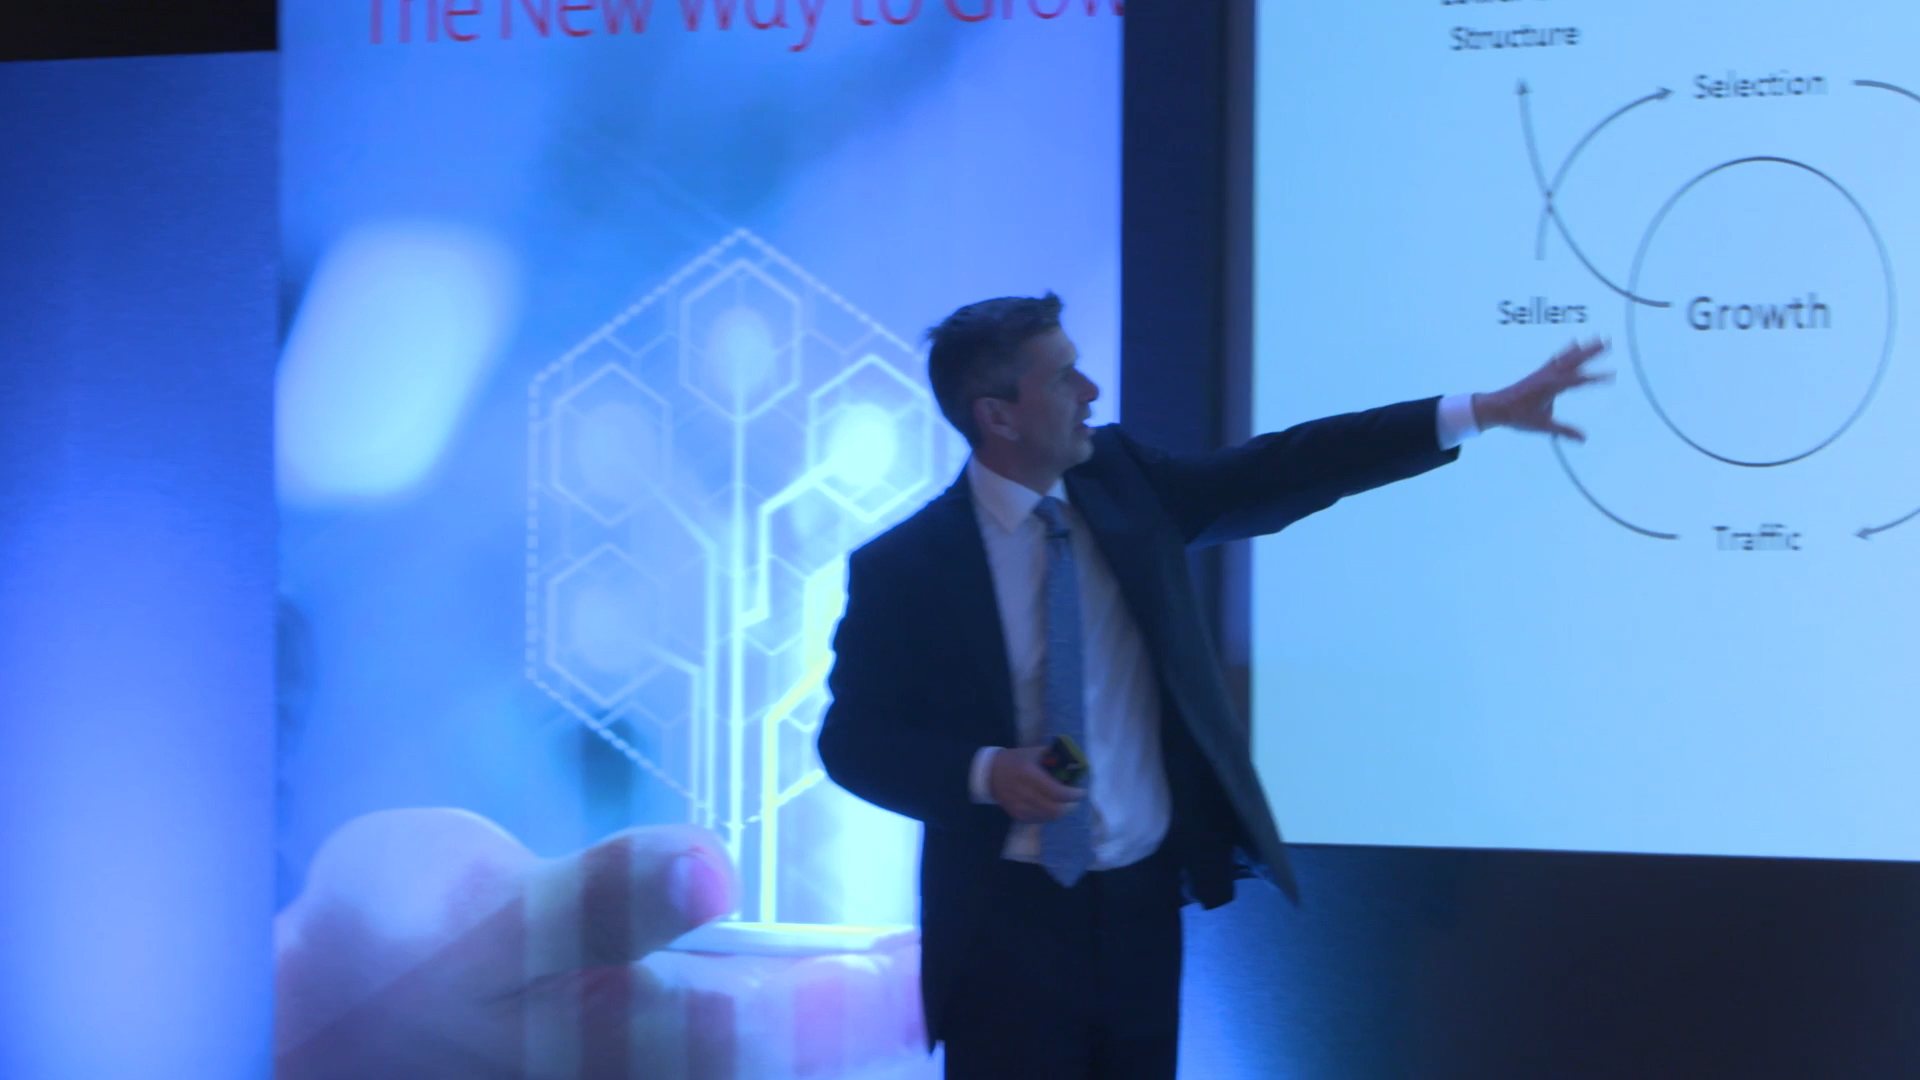 The New Way to Grow
Structure
Selection
Sellers
Growth
Traffic